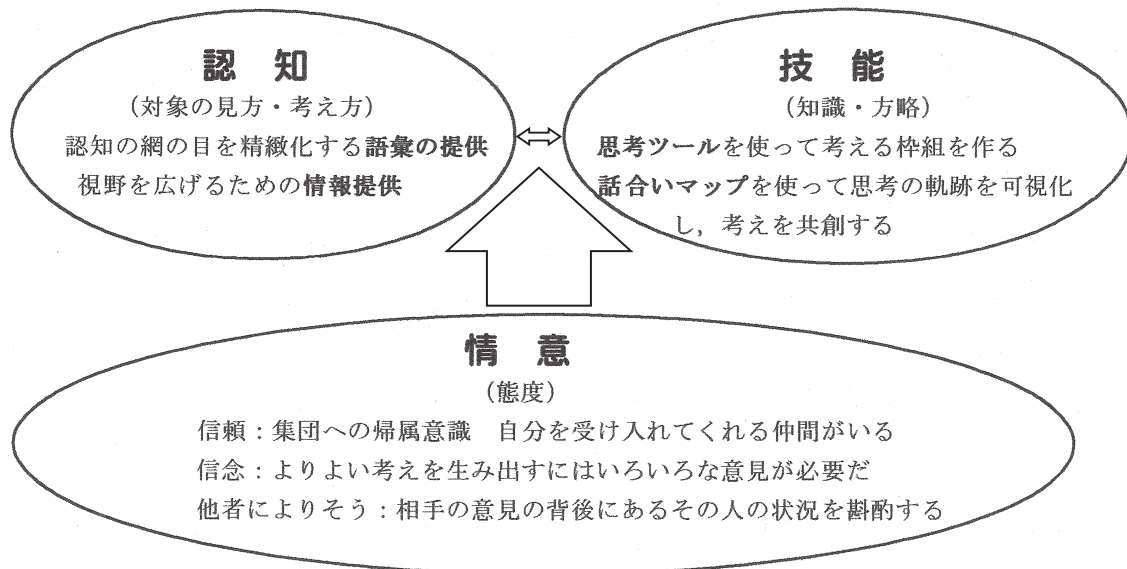 認 知
(対象の見方・考え方)
認知の網の目を精緻化する語彙の提供
視野を広げるための情報提供
技 能
(知識・方略)
思考ツールを使って考える枠組を作る
話合いマップを使って思考の軌跡を可視化
し，考えを共創する
情 意
(態度)
信頼：集団への帰属意識　自分を受け入れてくれる仲間がいる
信念：よりよい考えを生み出すにはいろいろな意見が必要だ
他者によりそう：相手の意見の背後にあるその人の状況を斟酌する